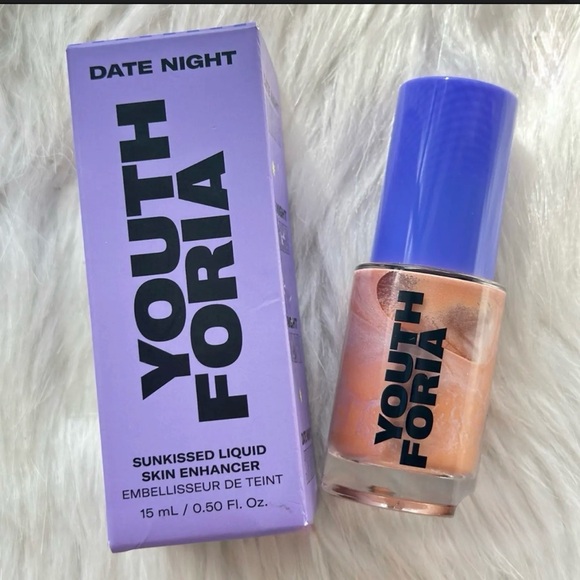 DATE NIGHT
YOUTH
FORIA
SUNKISSED LIQUID
SKIN ENHANCER
EMBELLISSEUR DE TEINT
15 mL / 0.50 Fl. Oz.
YOUTH
FORIA